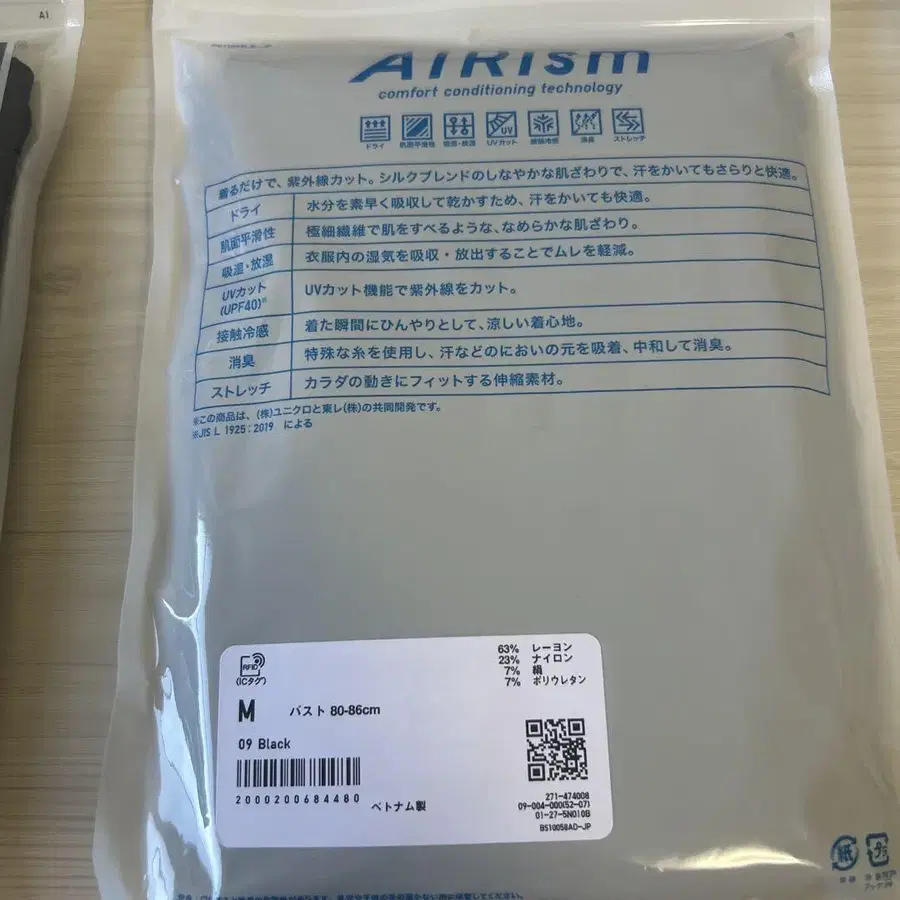 AI
AIRism
comfort conditioning technology
ドライ
肌面平滑性
吸湿・放湿
UVカット
接触冷感
消臭
ストレッチ
着るだけで、紫外線カット。シルクブレンドのしなやかな肌ざわりで、汗をかいてもさらりと快適。
ドライ 水分を素早く吸収して乾かすため、汗をかいても快適。
肌面平滑性 極細繊維で肌をすべるような、なめらかな肌ざわり。
吸湿・放湿 衣服内の湿気を吸収・放出することでムレを軽減。
UVカット
(UPF40)※ UVカット機能で紫外線をカット。
接触冷感 着た瞬間にひんやりとして、涼しい着心地。
消臭 特殊な糸を使用し、汗などのにおいの元を吸着、中和して消臭。
ストレッチ カラダの動きにフィットする伸縮素材。
※この商品は、(株)ユニクロと東レ(株)の共同開発です。
※JIS L 1925:2019 による
RFID
(ICタグ)
63% レーヨン
23% ナイロン
7% 絹
7% ポリウレタン
M バスト 80-86cm
09 Black
2000200684480
ベトナム製
271-474008
09-004-000(52-07)
01-27-5N010B
BS10058AD-JP
紙
プラ